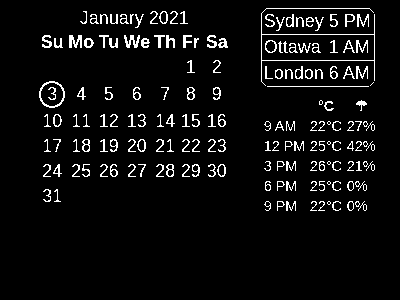 January 2021
Su Mo Tu We Th Fr Sa
1 2
3 4 5 6 7 8 9
10 11 12 13 14 15 16
17 18 19 20 21 22 23
24 25 26 27 28 29 30
31
Sydney 5 PM
Ottawa 1 AM
London 6 AM
°C ☂
9 AM 22°C 27%
12 PM 25°C 42%
3 PM 26°C 21%
6 PM 25°C 0%
9 PM 22°C 0%